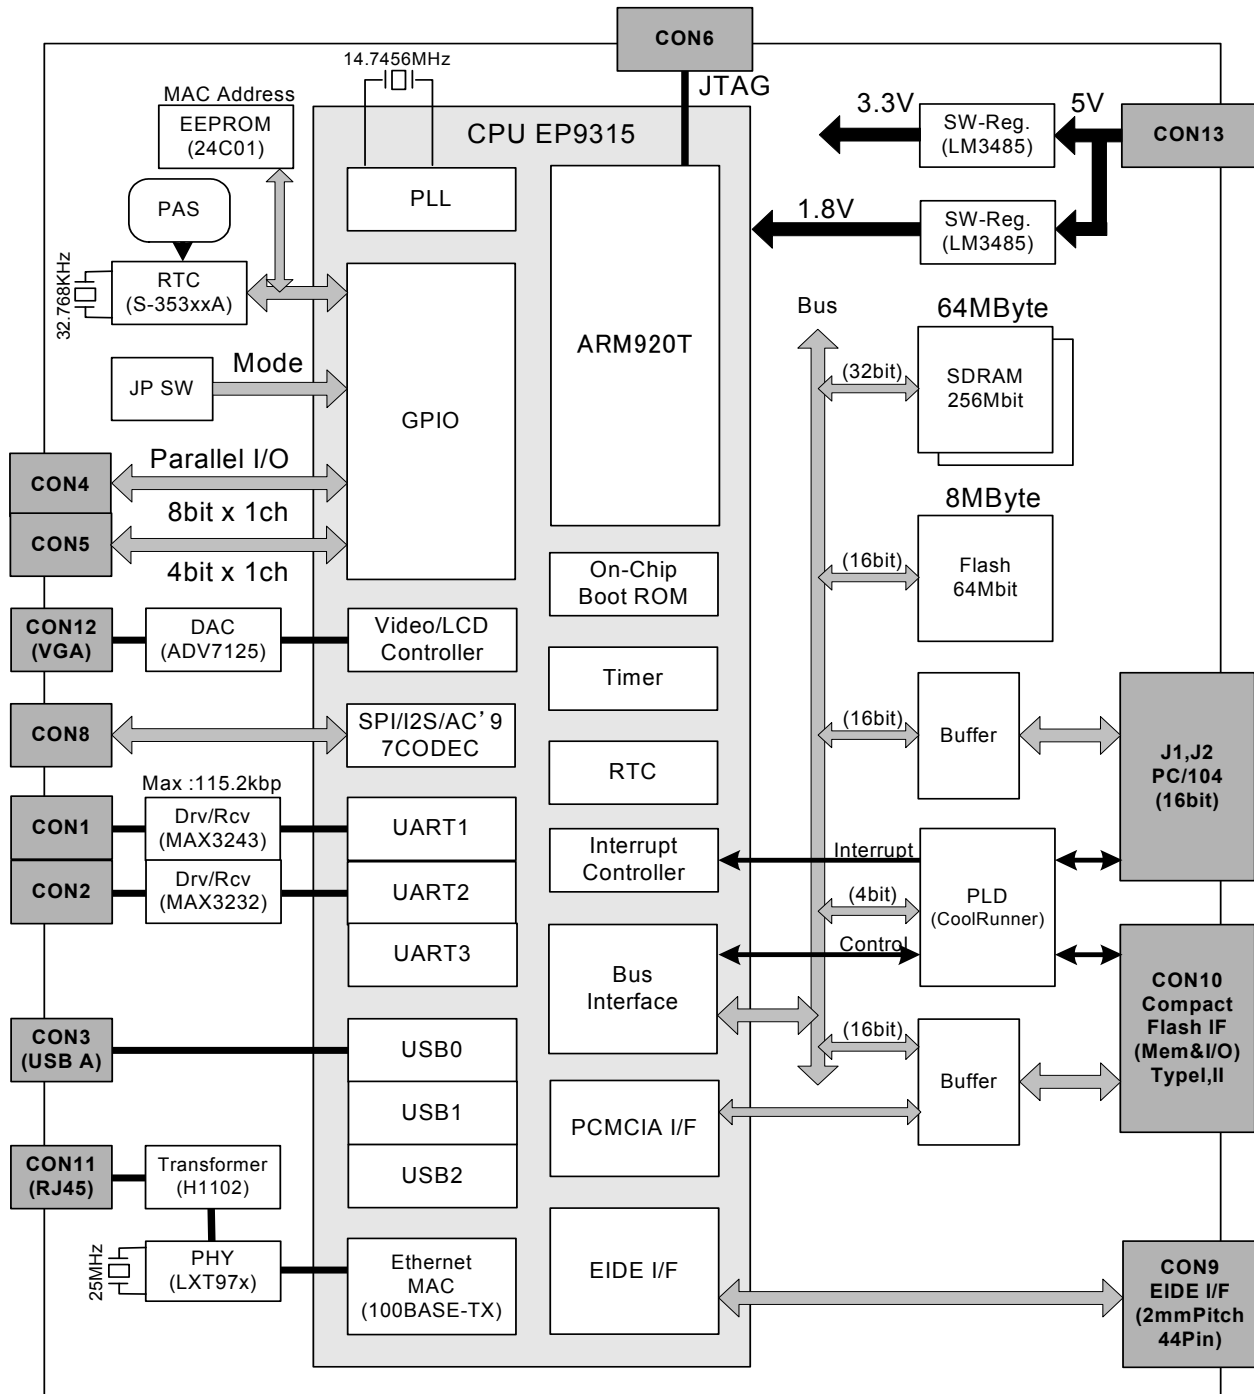 CON6
14.7456MHz
JTAG
MAC Address
EEPROM
(24C01)
CPU EP9315
3.3V
SW-Reg.
(LM3485)
5V
CON13
PLL
PAS
1.8V
SW-Reg.
(LM3485)
32.768KHz
RTC
(S-353xxA)
ARM920T
Bus
64MByte
(32bit)
SDRAM
256Mbit
JP SW
Mode
GPIO
CON4
Parallel I/O
8bit x 1ch
CON5
4bit x 1ch
8MByte
(16bit)
Flash
64Mbit
On-Chip
Boot ROM
CON12
(VGA)
DAC
(ADV7125)
Video/LCD
Controller
Timer
CON8
SPI/I2S/AC’9
7CODEC
(16bit)
Buffer
J1,J2
PC/104
(16bit)
RTC
Max :115.2kbp
CON1
Drv/Rcv
(MAX3243)
UART1
Interrupt
Controller
Interrupt
CON2
Drv/Rcv
(MAX3232)
UART2
(4bit)
PLD
(CoolRunner)
UART3
Bus
Interface
Control
CON10
Compact
Flash IF
(Mem&I/O)
TypeI,II
CON3
(USB A)
USB0
(16bit)
Buffer
USB1
PCMCIA I/F
USB2
CON11
(RJ45)
Transformer
(H1102)
25MHz
PHY
(LXT97x)
Ethernet
MAC
(100BASE-TX)
EIDE I/F
CON9
EIDE I/F
(2mmPitch
44Pin)